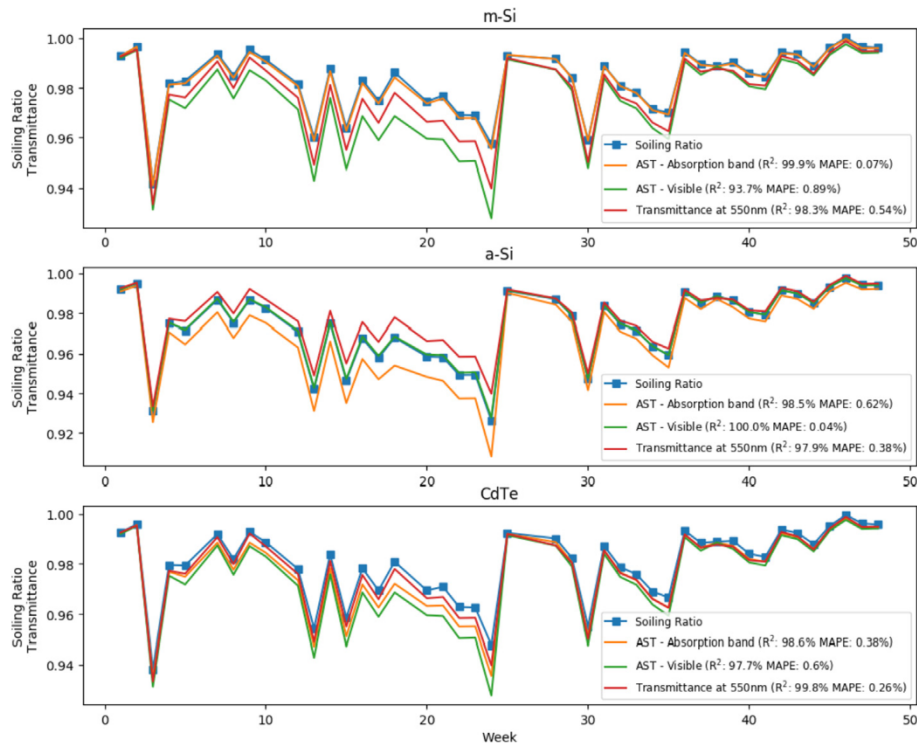 m-Si
Soiling Ratio
Transmittance
1.00
0.98
0.96
0.94
Soiling Ratio
AST - Absorption band (R²: 99.9% MAPE: 0.07%)
AST - Visible (R²: 93.7% MAPE: 0.89%)
Transmittance at 550nm (R²: 98.3% MAPE: 0.54%)
0 10 20 30 40 50
a-Si
Soiling Ratio
Transmittance
1.00
0.98
0.96
0.94
0.92
Soiling Ratio
AST - Absorption band (R²: 98.5% MAPE: 0.62%)
AST - Visible (R²: 100.0% MAPE: 0.04%)
Transmittance at 550nm (R²: 97.9% MAPE: 0.38%)
0 10 20 30 40 50
CdTe
Soiling Ratio
Transmittance
1.00
0.98
0.96
0.94
Soiling Ratio
AST - Absorption band (R²: 98.6% MAPE: 0.38%)
AST - Visible (R²: 97.7% MAPE: 0.6%)
Transmittance at 550nm (R²: 99.8% MAPE: 0.26%)
0 10 20 30 40 50
Week